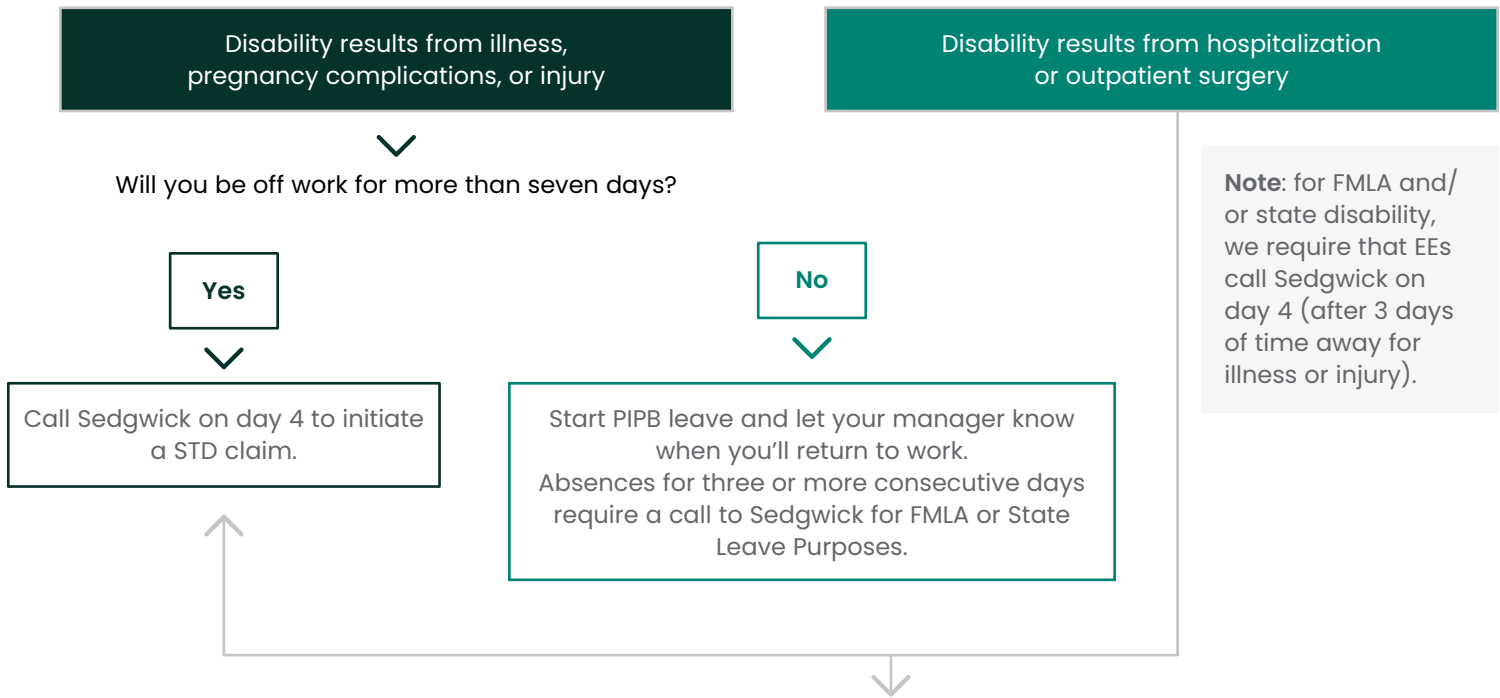 Disability results from illness,
pregnancy complications, or injury
Disability results from hospitalization
or outpatient surgery
Will you be off work for more than seven days?
Note: for FMLA and/
or state disability,
we require that EEs
call Sedgwick on
day 4 (after 3 days
of time away for
illness or injury).
Yes
No
Call Sedgwick on day 4 to initiate
a STD claim.
Start PIPB leave and let your manager know
when you’ll return to work.
Absences for three or more consecutive days
require a call to Sedgwick for FMLA or State
Leave Purposes.